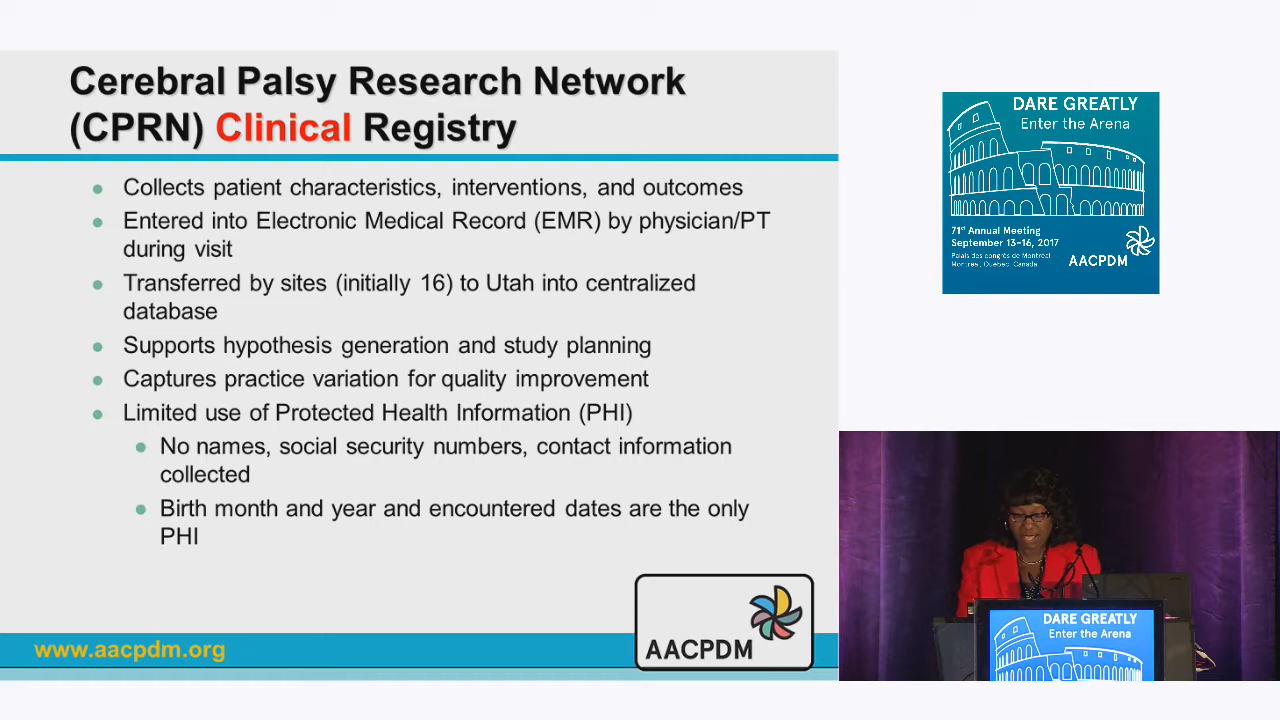 Cerebral Palsy Research Network
(CPRN) Clinical Registry
Collects patient characteristics, interventions, and outcomes
Entered into Electronic Medical Record (EMR) by physician/PT
during visit
Transferred by sites (initially 16) to Utah into centralized
database
Supports hypothesis generation and study planning
Captures practice variation for quality improvement
Limited use of Protected Health Information (PHI)
No names, social security numbers, contact information
collected
Birth month and year and encountered dates are the only
PHI
AACPDM
www.aacpdm.org
DARE GREATLY
Enter the Arena
71st Annual Meeting
September 13-16, 2017
Palais des congrès de Montréal
Montreal, Quebec, Canada
AACPDM
DARE GREATLY
Enter the Arena